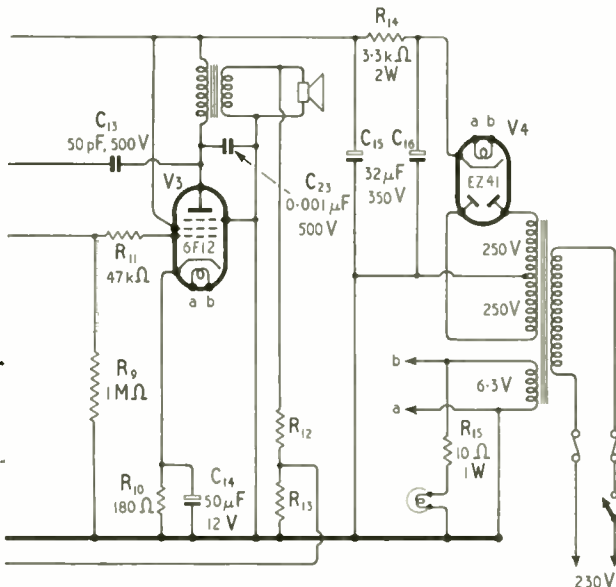 R14
3·3kΩ
2W
C13
50pF, 500V
V3
C15
C16
32μF
350V
C23
0·001μF
500V
a b
V4
EZ41
6F12
R11
47kΩ
a b
250V
250V
R9
1MΩ
b
6·3V
a
R15
10Ω
1W
R12
R10
180Ω
C14
50μF
12V
R13
230V